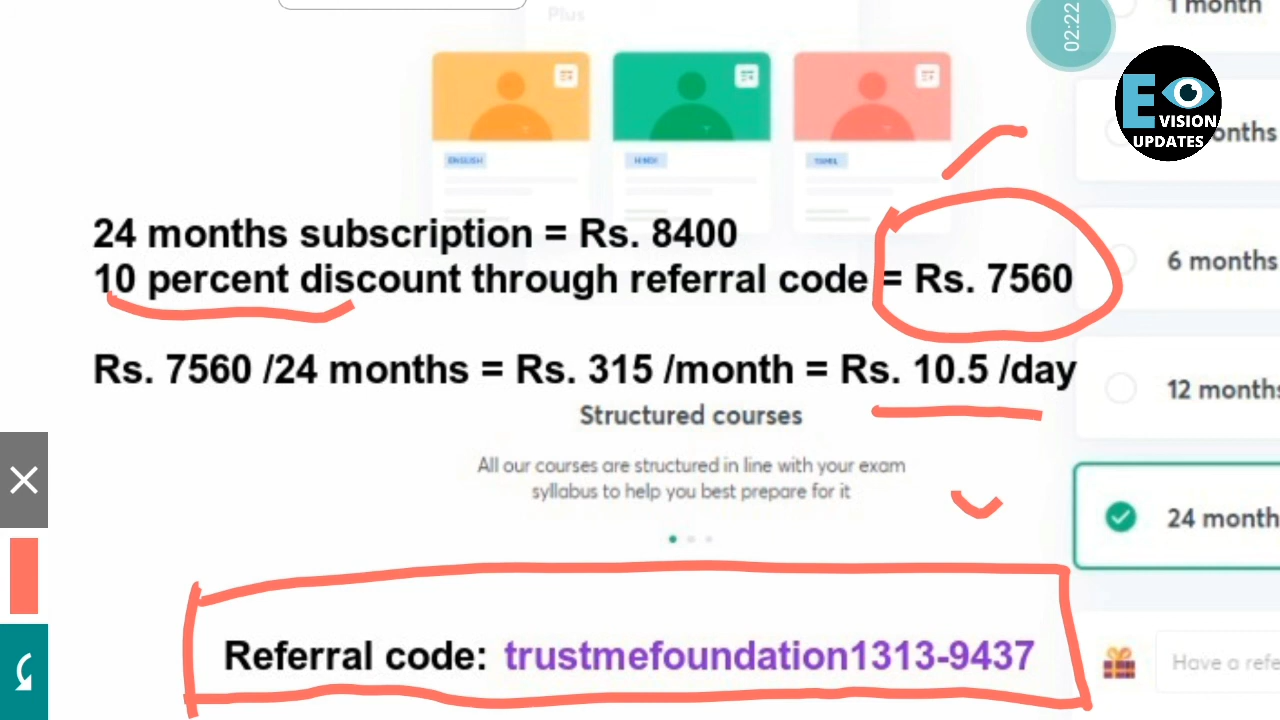 Plus
02:22
1 month
E VISION UPDATES
onths
ENGLISH
HINDI
TAMIL
24 months subscription = Rs. 8400
10 percent discount through referral code = Rs. 7560
6 months
Rs. 7560 /24 months = Rs. 315 /month = Rs. 10.5 /day
12 months
Structured courses
All our courses are structured in line with your exam
syllabus to help you best prepare for it
24 month
Referral code: trustmefoundation1313-9437
Have a refe